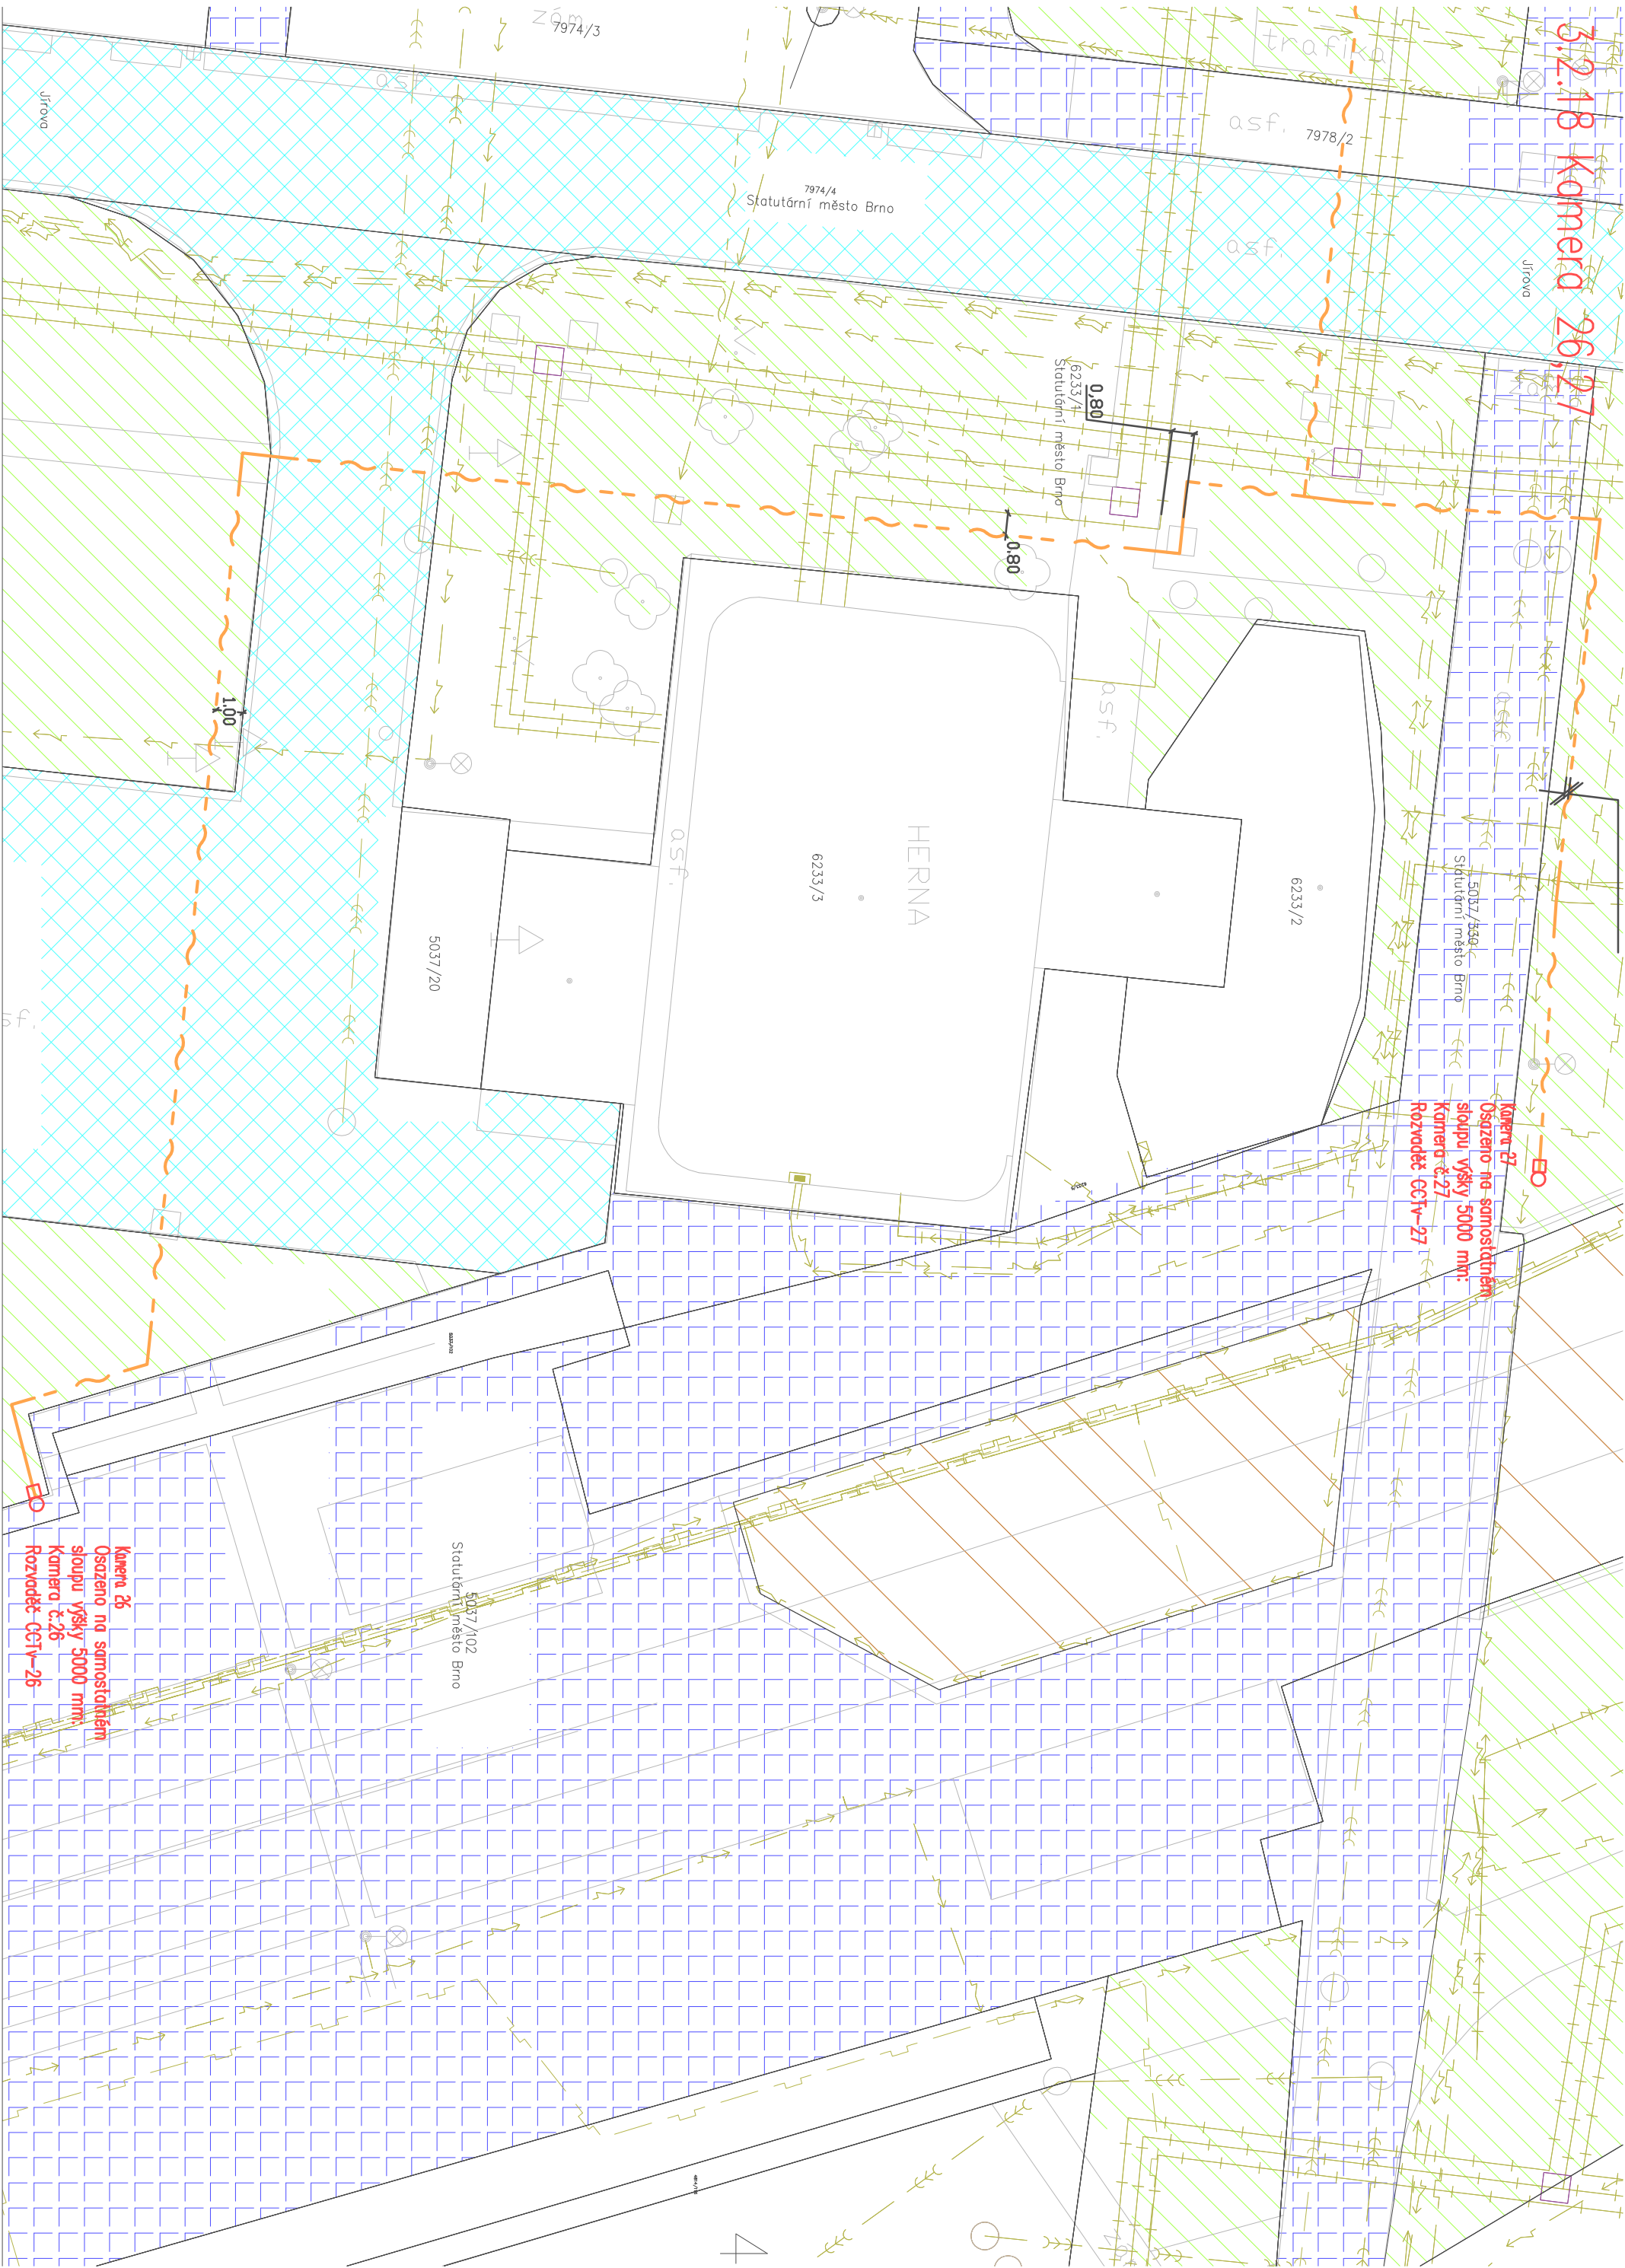 3.2.18 Kamera 26,27
zám.
7974/3
trafika
asf.
7978/2
asf.
Jírova
7974/4
Statutární město Brno
asf.
Jírova
6233/1
Statutární město Brno
0,80
0,80
asf.
1.00
asf.
HERNA
6233/3
6233/2
5037/20
5037/330
Statutární město Brno
asf.
Kamera 27
Osazeno na samostatném
sloupu výšky 5000 mm:
Kamera č.27
Rozvaděč CCTv-27
5037/102
Statutární město Brno
Kamera 26
Osazeno na samostatném
sloupu výšky 5000 mm:
Kamera č.26
Rozvaděč CCTv-26